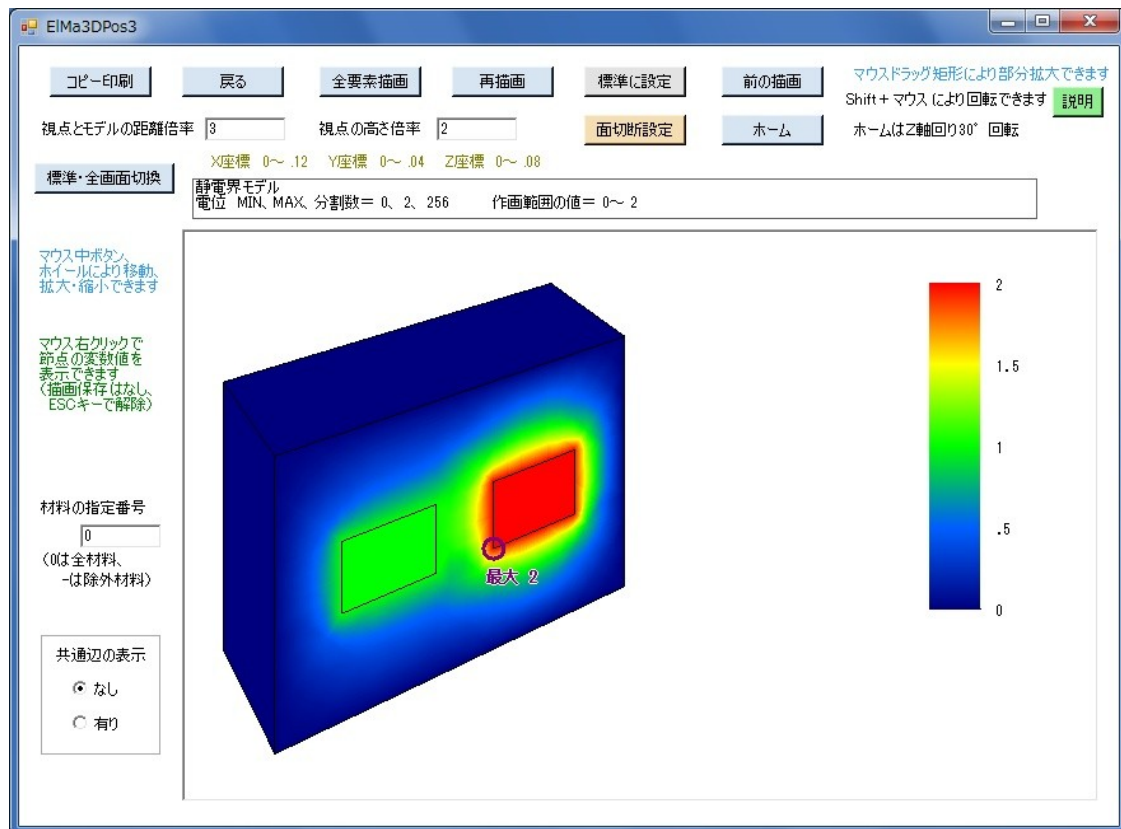 ElMa3DPos3
コピー印刷
戻る
全要素描画
再描画
標準に設定
前の描画
マウスドラッグ矩形により部分拡大できます
Shift+マウスにより回転できます
説明
視点とモデルの距離倍率 3
視点の高さ倍率 2
面切断設定
ホーム
ホームはZ軸回り30° 回転
X座標 0～ .12 Y座標 0～ .04 Z座標 0～ .08
標準・全画面切換
静電界モデル
電位 MIN、MAX、分割数＝ 0、2、256 作画範囲の値＝ 0～ 2
マウス中ボタン、
ホイールにより移動、
拡大・縮小できます
マウス右クリックで
節点の変数値を
表示できます
（描画保存はなし、
ESCキーで解除）
材料の指定番号
0
（0は全材料、
-は除外材料）
共通辺の表示
なし
有り
最大 2
2
1.5
1
.5
0